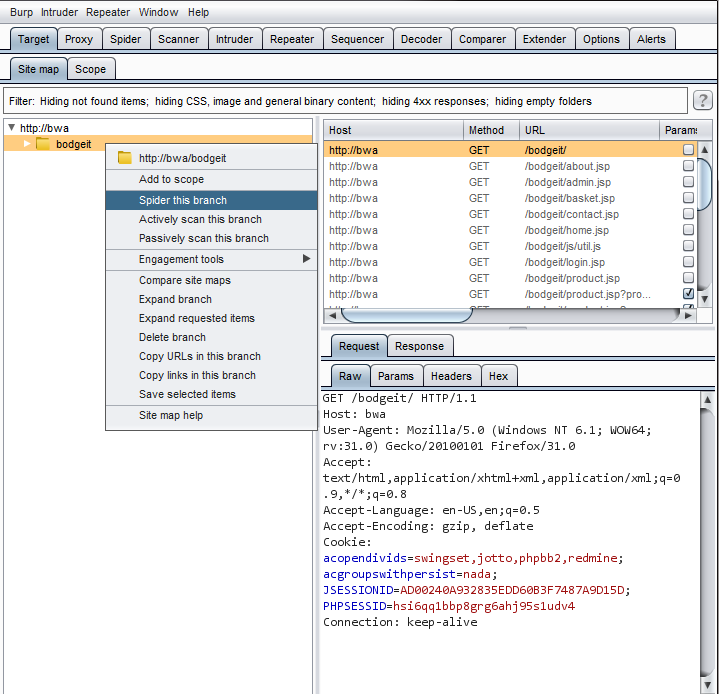 Burp Intruder Repeater Window Help
Target Proxy Spider Scanner Intruder Repeater Sequencer Decoder Comparer Extender Options Alerts
Site map Scope
Filter: Hiding not found items; hiding CSS, image and general binary content; hiding 4xx responses; hiding empty folders ?
http://bwa
bodgeit
http://bwa/bodgeit
Add to scope
Spider this branch
Actively scan this branch
Passively scan this branch
Engagement tools
Compare site maps
Expand branch
Expand requested items
Delete branch
Copy URLs in this branch
Copy links in this branch
Save selected items
Site map help
Host Method URL Params
http://bwa GET /bodgeit/
http://bwa GET /bodgeit/about.jsp
http://bwa GET /bodgeit/admin.jsp
http://bwa GET /bodgeit/basket.jsp
http://bwa GET /bodgeit/contact.jsp
http://bwa GET /bodgeit/home.jsp
http://bwa GET /bodgeit/js/util.js
http://bwa GET /bodgeit/login.jsp
http://bwa GET /bodgeit/product.jsp
http://bwa GET /bodgeit/product.jsp?pro...
Request Response
Raw Params Headers Hex
GET /bodgeit/ HTTP/1.1
Host: bwa
User-Agent: Mozilla/5.0 (Windows NT 6.1; WOW64;
rv:31.0) Gecko/20100101 Firefox/31.0
Accept:
text/html,application/xhtml+xml,application/xml;q=0
.9,*/*;q=0.8
Accept-Language: en-US,en;q=0.5
Accept-Encoding: gzip, deflate
Cookie:
acopendivids=swingset,jotto,phpbb2,redmine;
acgroupswithpersist=nada;
JSESSIONID=AD00240A932835EDD60B3F7487A9D15D;
PHPSESSID=hsi6qq1bbp8grg6ahj95s1udv4
Connection: keep-alive